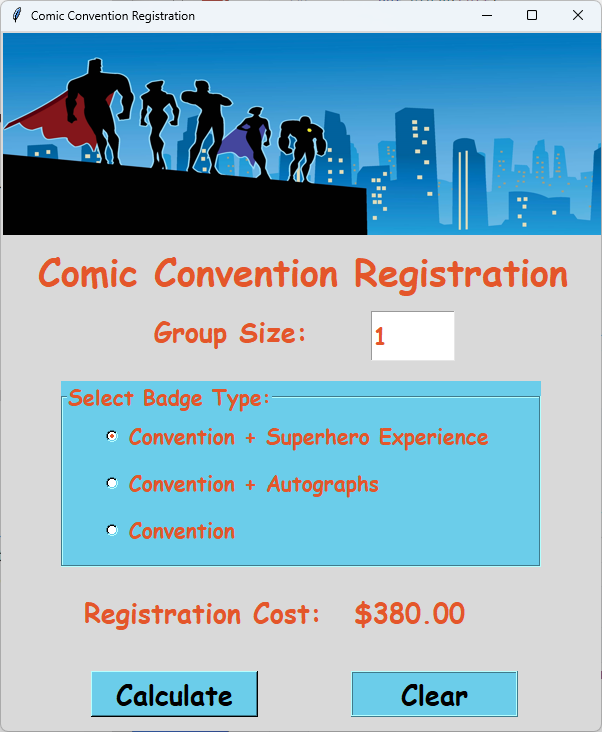 Comic Convention Registration
Comic Convention Registration
Group Size: 1
Select Badge Type:
Convention + Superhero Experience
Convention + Autographs
Convention
Registration Cost: $380.00
Calculate Clear